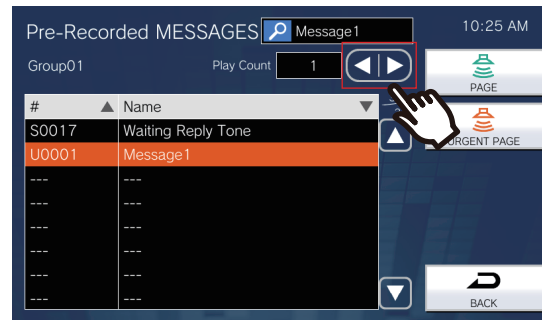 Pre-Recorded MESSAGES Message1 10:25 AM
Group01 Play Count 1
PAGE
# Name
S0017 Waiting Reply Tone
U0001 Message1
URGENT PAGE
--- ---
--- ---
--- ---
--- ---
--- ---
--- ---
BACK